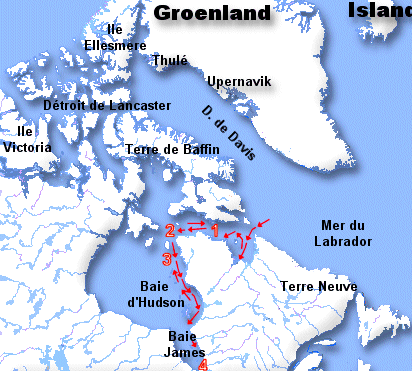 Groenland
Island
Ile
Ellesmere
Thulé
Upernavik
Détroit de Lancaster
D. de Davis
Ile
Victoria
Terre de Baffin
Mer du
Labrador
2
1
3
Baie
d'Hudson
Terre Neuve
Baie
James
4